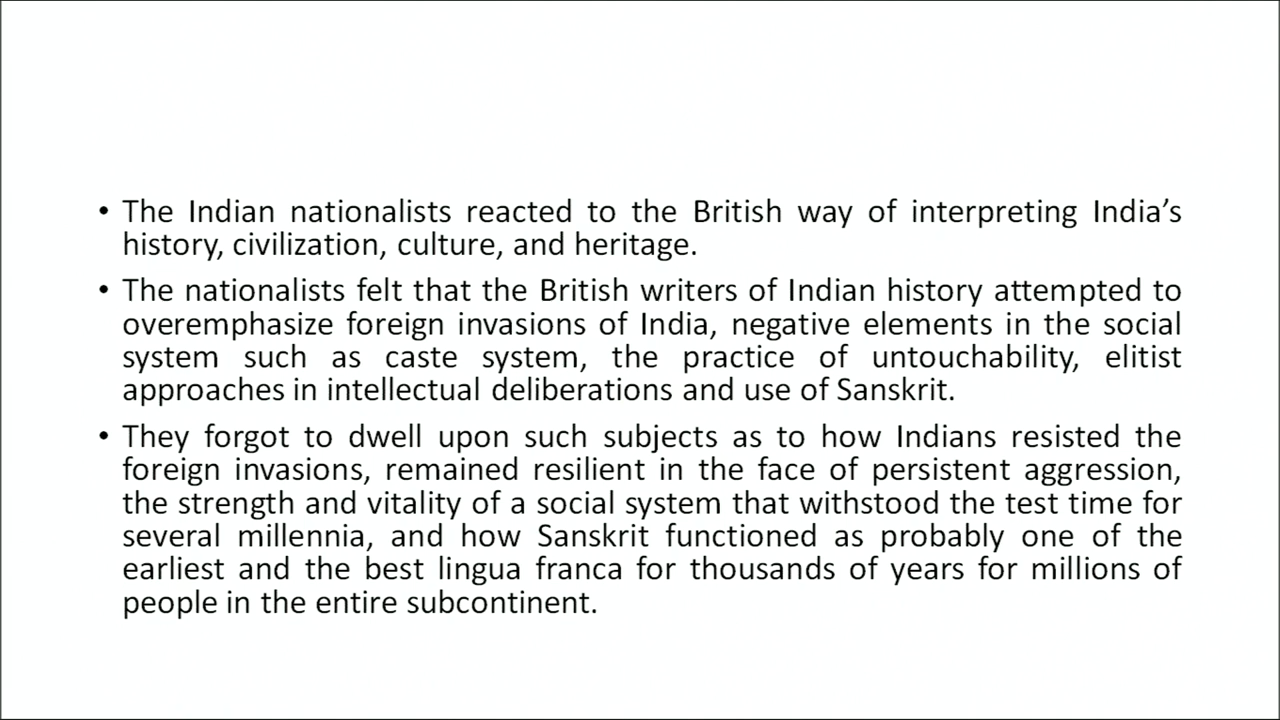 • The Indian nationalists reacted to the British way of interpreting India's
history, civilization, culture, and heritage.
• The nationalists felt that the British writers of Indian history attempted to
overemphasize foreign invasions of India, negative elements in the social
system such as caste system, the practice of untouchability, elitist
approaches in intellectual deliberations and use of Sanskrit.
• They forgot to dwell upon such subjects as to how Indians resisted the
foreign invasions, remained resilient in the face of persistent aggression,
the strength and vitality of a social system that withstood the test time for
several millennia, and how Sanskrit functioned as probably one of the
earliest and the best lingua franca for thousands of years for millions of
people in the entire subcontinent.